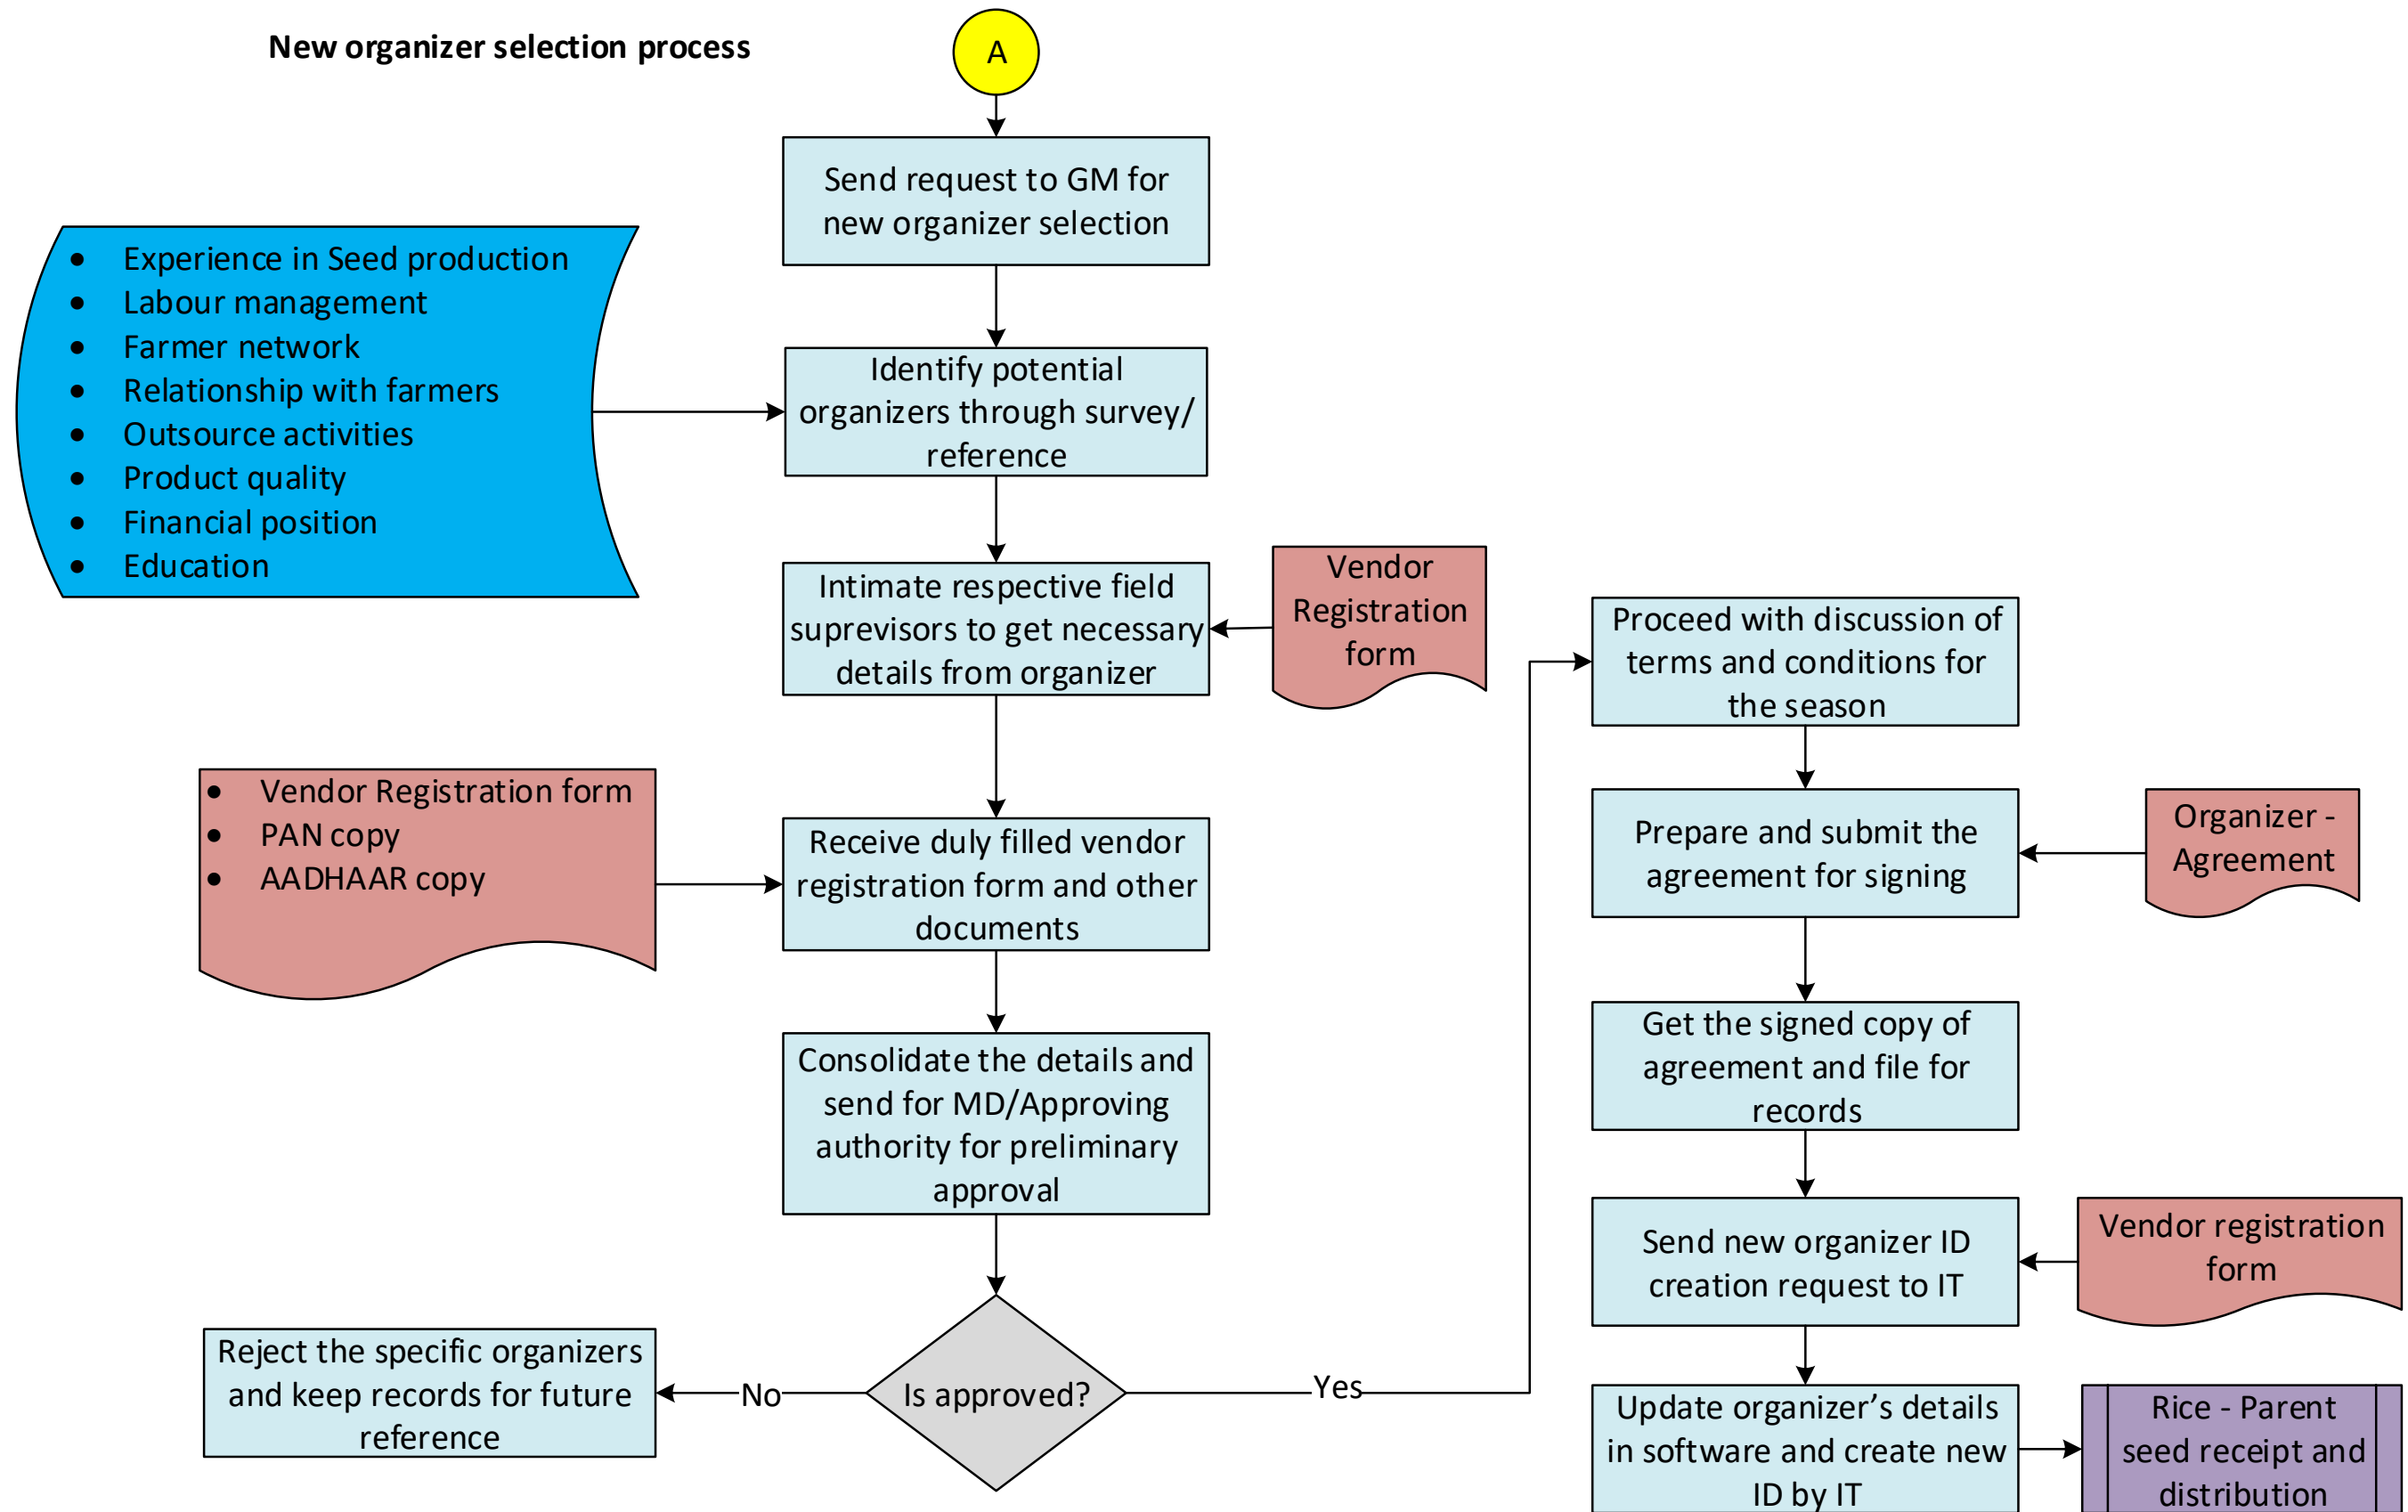 New organizer selection process
A
Send request to GM for
new organizer selection
• Experience in Seed production
• Labour management
• Farmer network
• Relationship with farmers
• Outsource activities
• Product quality
• Financial position
• Education
Identify potential
organizers through survey/
reference
Intimate respective field
suprevisors to get necessary
details from organizer
Vendor
Registration
form
• Vendor Registration form
• PAN copy
• AADHAAR copy
Receive duly filled vendor
registration form and other
documents
Consolidate the details and
send for MD/Approving
authority for preliminary
approval
Is approved?
No
Reject the specific organizers
and keep records for future
reference
Yes
Proceed with discussion of
terms and conditions for
the season
Prepare and submit the
agreement for signing
Organizer -
Agreement
Get the signed copy of
agreement and file for
records
Send new organizer ID
creation request to IT
Vendor registration
form
Update organizer’s details
in software and create new
ID by IT
Rice - Parent
seed receipt and
distribution